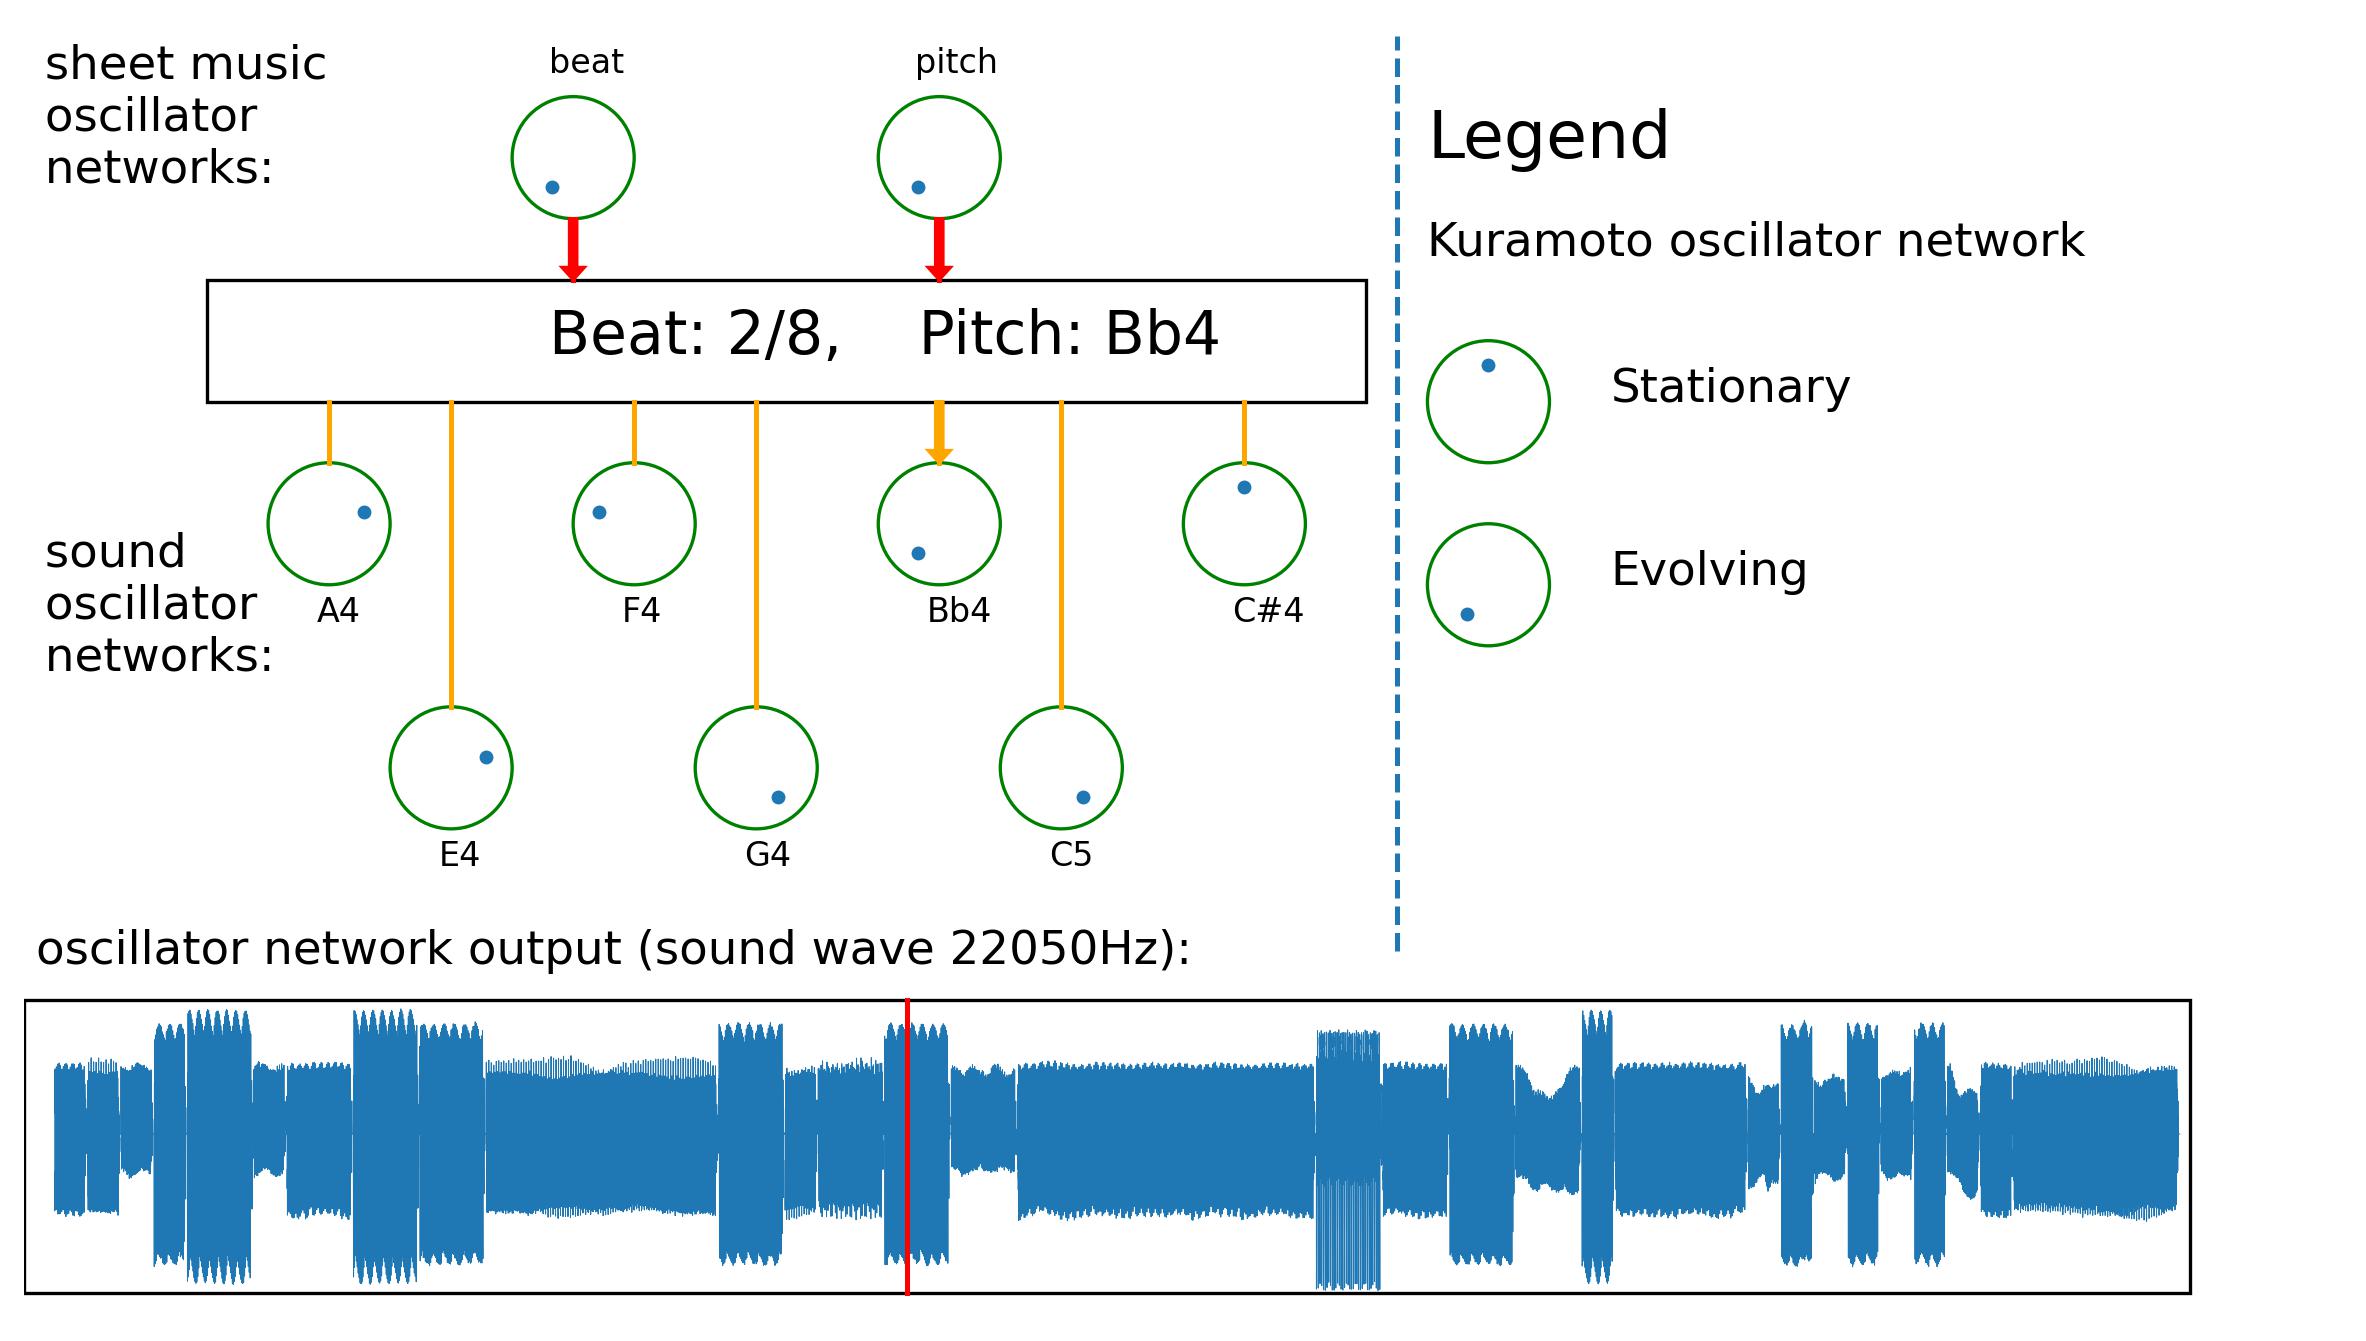 sheet music
oscillator
networks:
beat
pitch
Beat: 2/8, Pitch: Bb4
sound
oscillator
networks:
A4
F4
Bb4
C#4
E4
G4
C5
Legend
Kuramoto oscillator network
Stationary
Evolving
oscillator network output (sound wave 22050Hz):